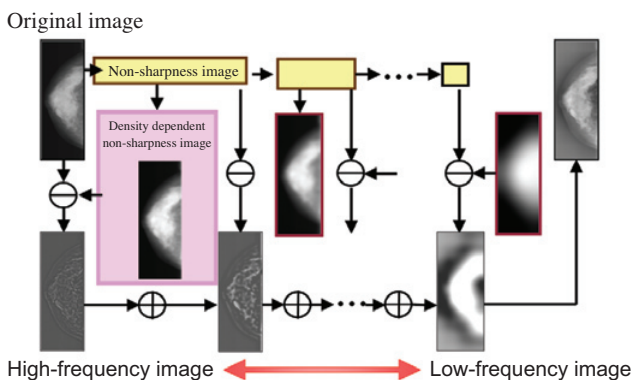 Original image
Non-sharpness image
Density dependent
non-sharpness image
High-frequency image
Low-frequency image